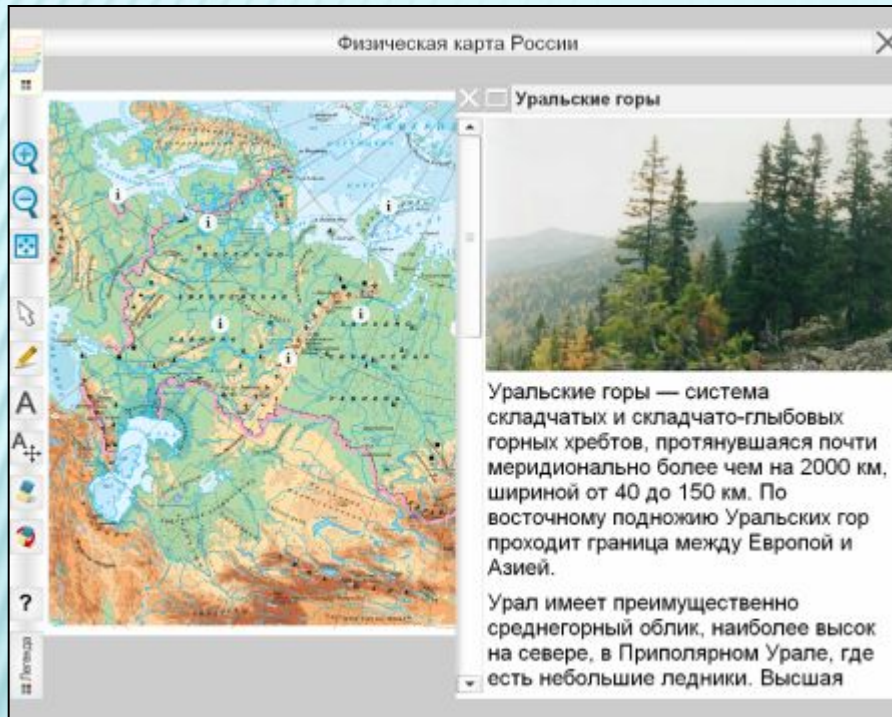 Физическая карта России
Уральские горы
Уральские горы — система
складчатых и складчато-глыбовых
горных хребтов, протянувшаяся почти
меридионально более чем на 2000 км,
шириной от 40 до 150 км. По
восточному подножию Уральских гор
проходит граница между Европой и
Азией.
Урал имеет преимущественно
среднегорный облик, наиболее высок
на севере, в Приполярном Урале, где
есть небольшие ледники. Высшая
A
A
?
Легенда
i
i
i
i
i
i